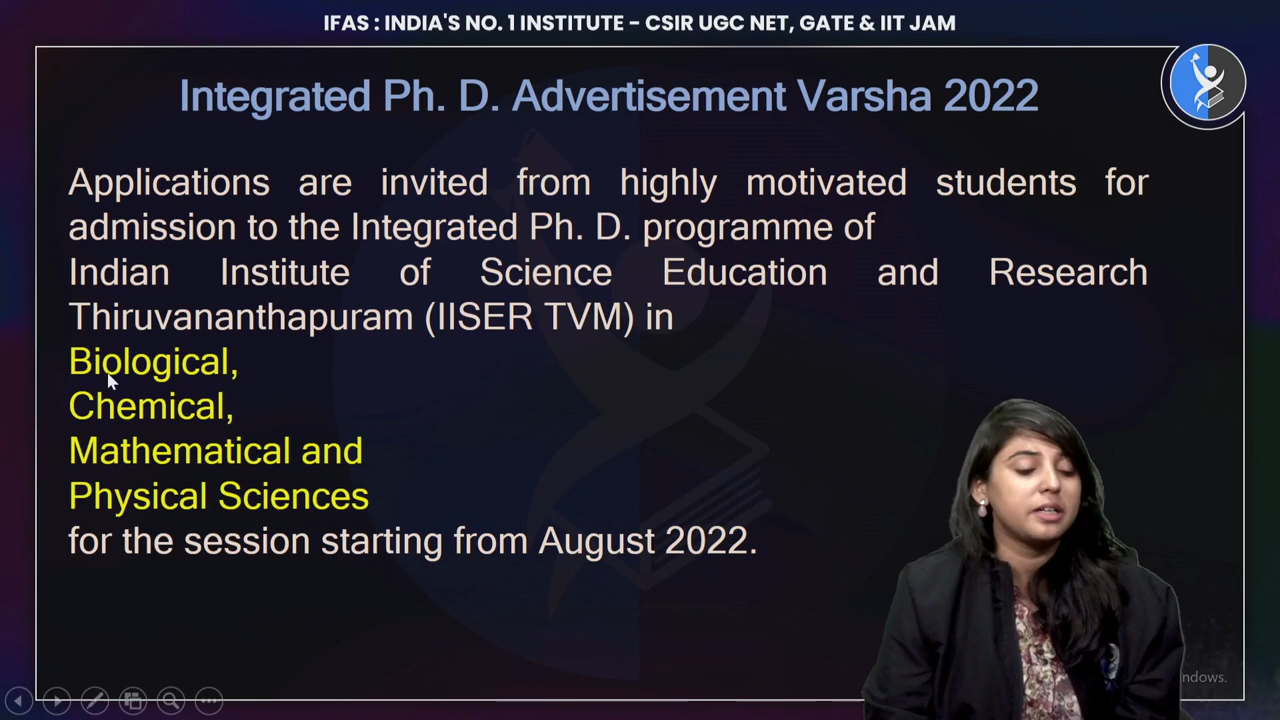 IFAS : INDIA'S NO. 1 INSTITUTE - CSIR UGC NET, GATE & IIT JAM
Integrated Ph. D. Advertisement Varsha 2022
Applications are invited from highly motivated students for
admission to the Integrated Ph. D. programme of
Indian Institute of Science Education and Research
Thiruvananthapuram (IISER TVM) in
Biological,
Chemical,
Mathematical and
Physical Sciences
for the session starting from August 2022.
ndows.